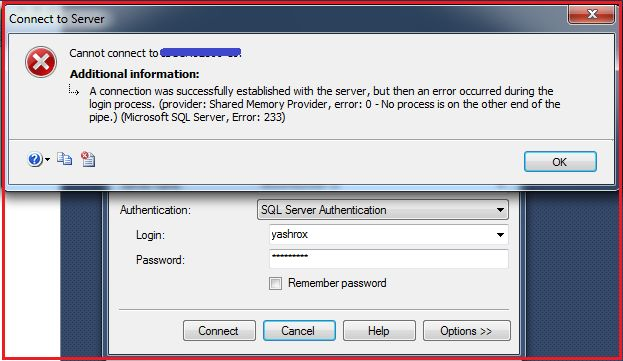 Connect to Server
Cannot connect to
Additional information:
A connection was successfully established with the server, but then an error occurred during the
login process. (provider: Shared Memory Provider, error: 0 - No process is on the other end of the
pipe.) (Microsoft SQL Server, Error: 233)
OK
Authentication: SQL Server Authentication
Login: yashrox
Password: *********
Remember password
Connect Cancel Help Options >>